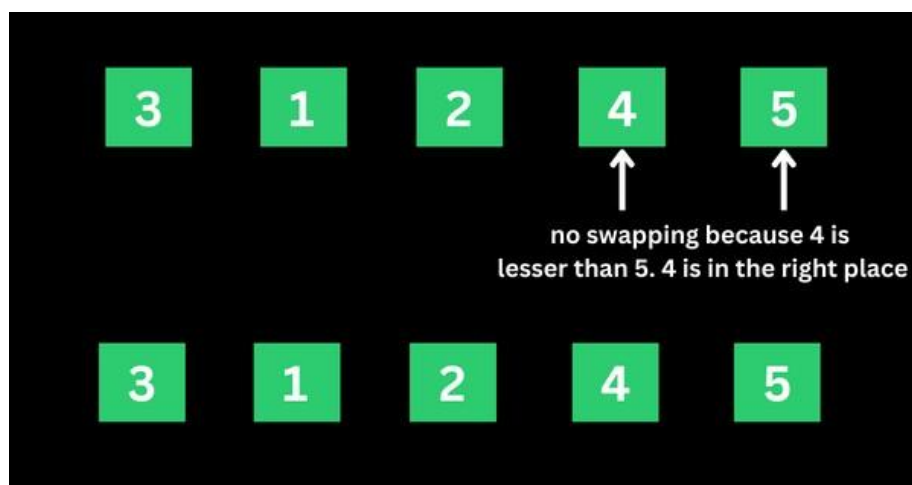 3 1 2 4 5
no swapping because 4 is
lesser than 5. 4 is in the right place
3 1 2 4 5